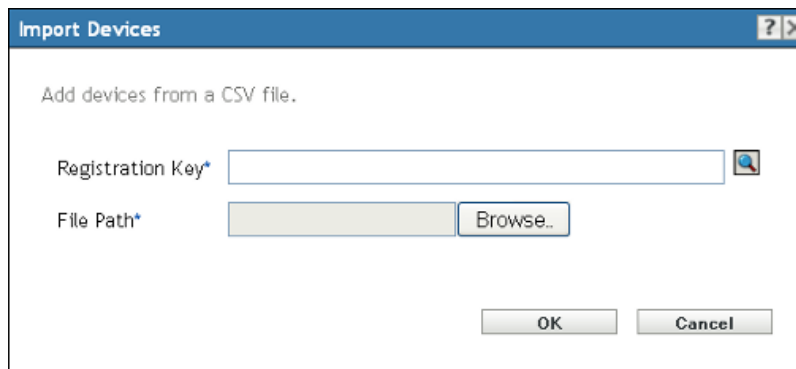 Import Devices ? X
Add devices from a CSV file.
Registration Key*
File Path* Browse..
OK Cancel